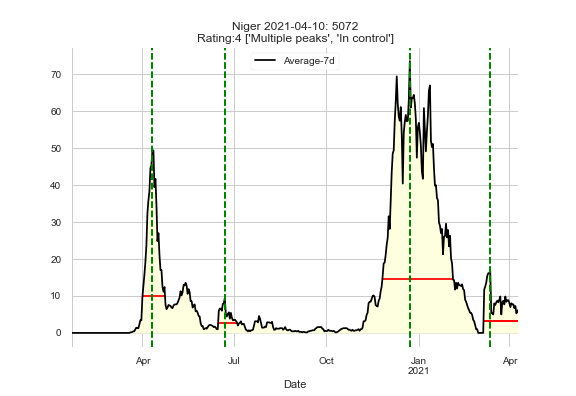 Niger 2021-04-10: 5072
Rating:4 ['Multiple peaks', 'In control']
Average-7d
70
60
50
40
30
20
10
0
Apr Jul Oct Jan Apr
2021
Date